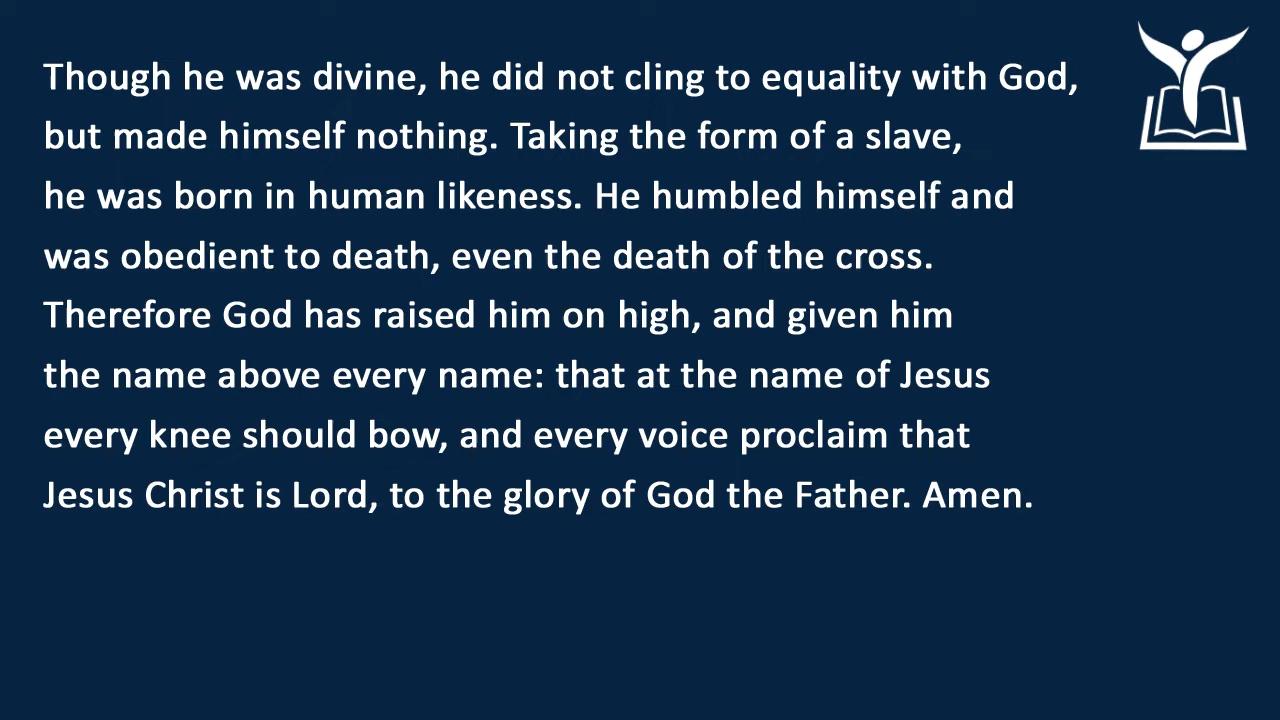 Though he was divine, he did not cling to equality with God,
but made himself nothing. Taking the form of a slave,
he was born in human likeness. He humbled himself and
was obedient to death, even the death of the cross.
Therefore God has raised him on high, and given him
the name above every name: that at the name of Jesus
every knee should bow, and every voice proclaim that
Jesus Christ is Lord, to the glory of God the Father. Amen.